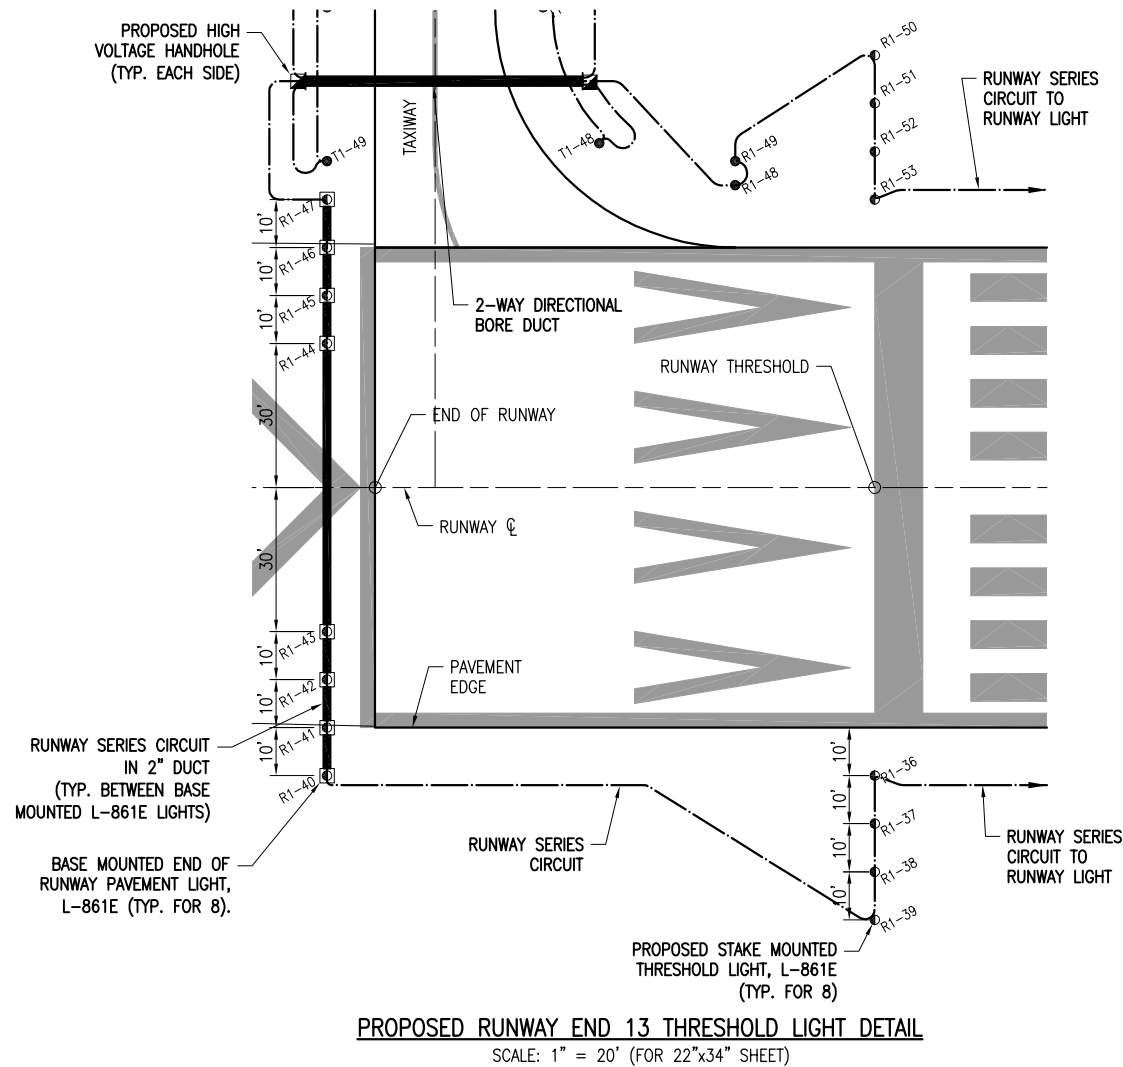 PROPOSED HIGH
VOLTAGE HANDHOLE
(TYP. EACH SIDE)
TAXIWAY
T1-49
T1-48
R1-49
R1-48
R1-50
R1-51
R1-52
R1-53
RUNWAY SERIES
CIRCUIT TO
RUNWAY LIGHT
R1-47
10'
R1-46
10'
R1-45
10'
R1-44
2-WAY DIRECTIONAL
BORE DUCT
RUNWAY THRESHOLD
30'
END OF RUNWAY
RUNWAY ℄
30'
R1-43
10'
R1-42
10'
R1-41
10'
R1-40
PAVEMENT
EDGE
RUNWAY SERIES CIRCUIT
IN 2" DUCT
(TYP. BETWEEN BASE
MOUNTED L-861E LIGHTS)
BASE MOUNTED END OF
RUNWAY PAVEMENT LIGHT,
L-861E (TYP. FOR 8).
RUNWAY SERIES
CIRCUIT
10'
R1-36
10'
R1-37
10'
R1-38
10'
R1-39
RUNWAY SERIES
CIRCUIT TO
RUNWAY LIGHT
PROPOSED STAKE MOUNTED
THRESHOLD LIGHT, L-861E
(TYP. FOR 8)
PROPOSED RUNWAY END 13 THRESHOLD LIGHT DETAIL
SCALE: 1" = 20' (FOR 22"x34" SHEET)